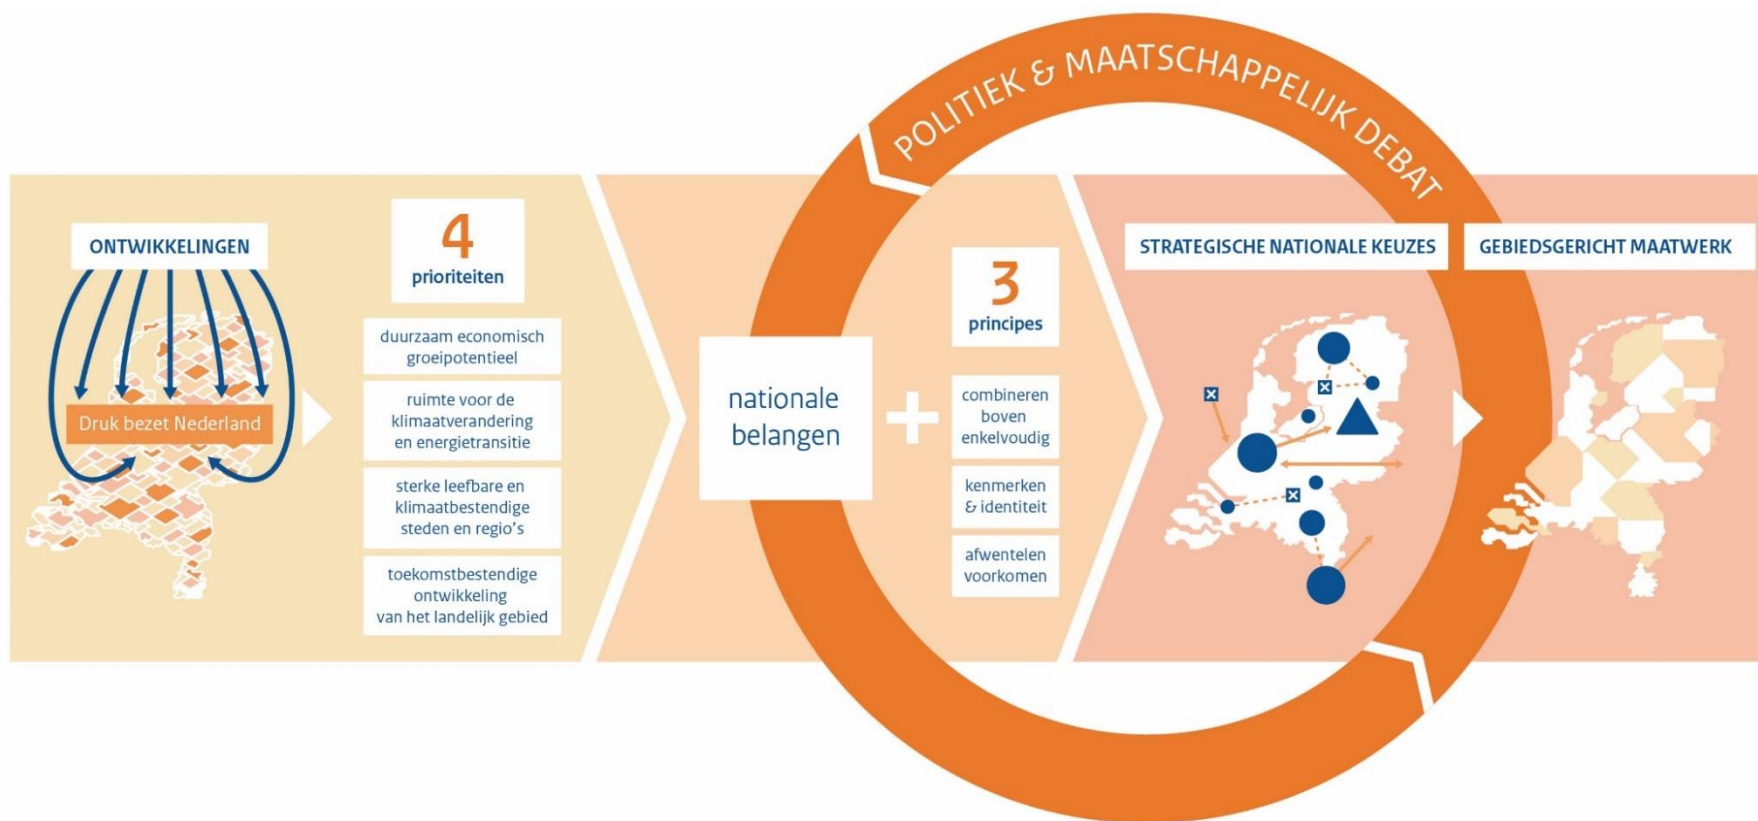 POLITIEK & MAATSCHAPPELIJK DEBAT
ONTWIKKELINGEN
Druk bezet Nederland
4
prioriteiten
duurzaam economisch
groeipotentieel
ruimte voor de
klimaatverandering
en energietransitie
sterke leefbare en
klimaatbestendige
steden en regio's
toekomstbestendige
ontwikkeling
van het landelijk gebied
nationale
belangen
+
3
principes
combineren
boven
enkelvoudig
kenmerken
& identiteit
afwentelen
voorkomen
STRATEGISCHE NATIONALE KEUZES
GEBIEDSGERICHT MAATWERK